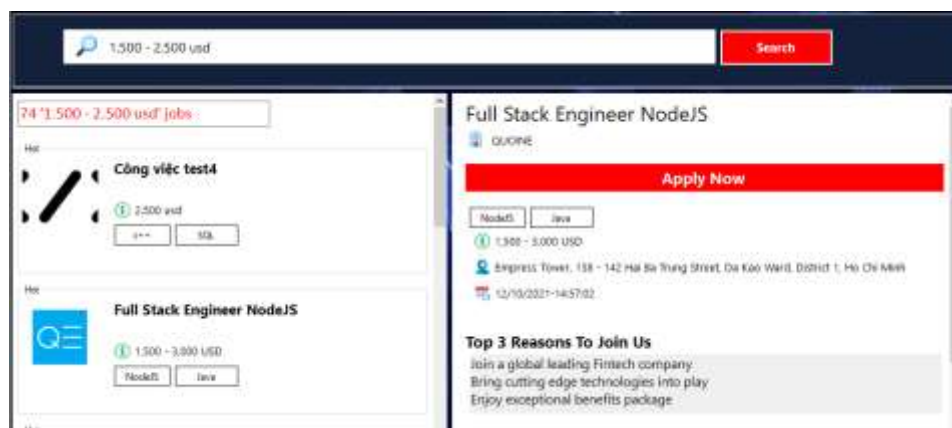 1.500 - 2.500 usd
Search
74 '1.500 - 2.500 usd' jobs
Hot
Công việc test4
2.500 usd
c++ SQL
Hot
Full Stack Engineer NodeJS
1.500 - 3.000 USD
NodeJS Java
Full Stack Engineer NodeJS
QUOINE
Apply Now
NodeJS Java
1.500 - 3.000 USD
Empress Tower, 138 - 142 Hai Ba Trung Street, Da Kao Ward, District 1, Ho Chi Minh
12/10/2021-14:57:02
Top 3 Reasons To Join Us
Join a global leading Fintech company
Bring cutting edge technologies into play
Enjoy exceptional benefits package